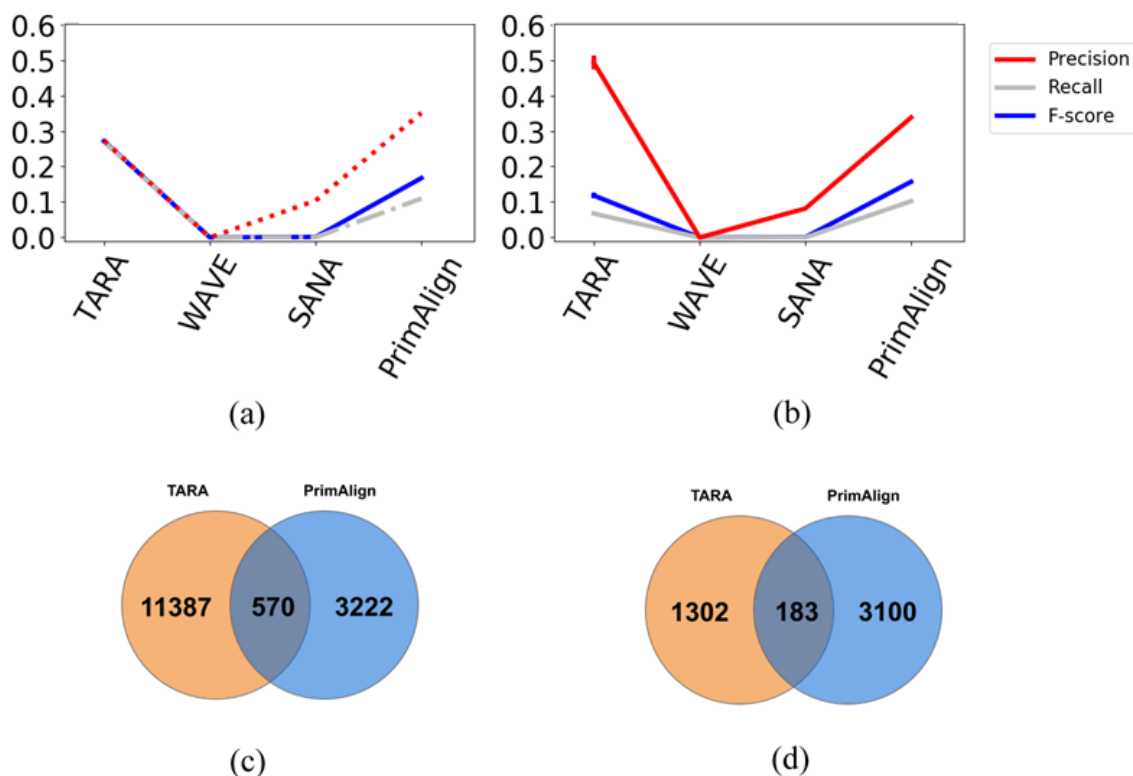 0.6
0.5
0.4
0.3
0.2
0.1
0.0
TARA
WAVE
SANA
PrimAlign
(a)
0.6
0.5
0.4
0.3
0.2
0.1
0.0
TARA
WAVE
SANA
PrimAlign
(b)
Precision
Recall
F-score
TARA PrimAlign
11387 570 3222
(c)
TARA PrimAlign
1302 183 3100
(d)